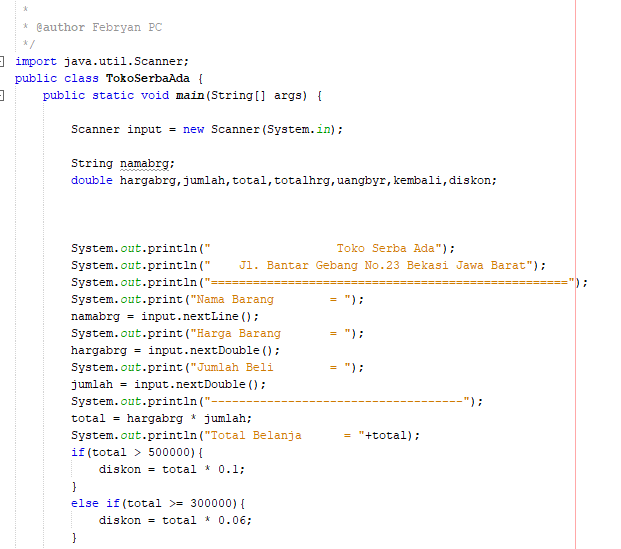 *
* @author Febryan PC
*/
import java.util.Scanner;
public class TokoSerbaAda {
    public static void main(String[] args) {
        Scanner input = new Scanner(System.in);
        String namabrg;
        double hargabrg,jumlah,total,totalhrg,uangbyr,kembali,diskon;
        System.out.println("                  Toko Serba Ada");
        System.out.println("    Jl. Bantar Gebang No.23 Bekasi Jawa Barat");
        System.out.println("===================================================");
        System.out.print("Nama Barang        = ");
        namabrg = input.nextLine();
        System.out.print("Harga Barang       = ");
        hargabrg = input.nextDouble();
        System.out.print("Jumlah Beli        = ");
        jumlah = input.nextDouble();
        System.out.println("------------------------------------");
        total = hargabrg * jumlah;
        System.out.println("Total Belanja      = "+total);
        if(total > 500000){
            diskon = total * 0.1;
        }
        else if(total >= 300000){
            diskon = total * 0.06;
        }